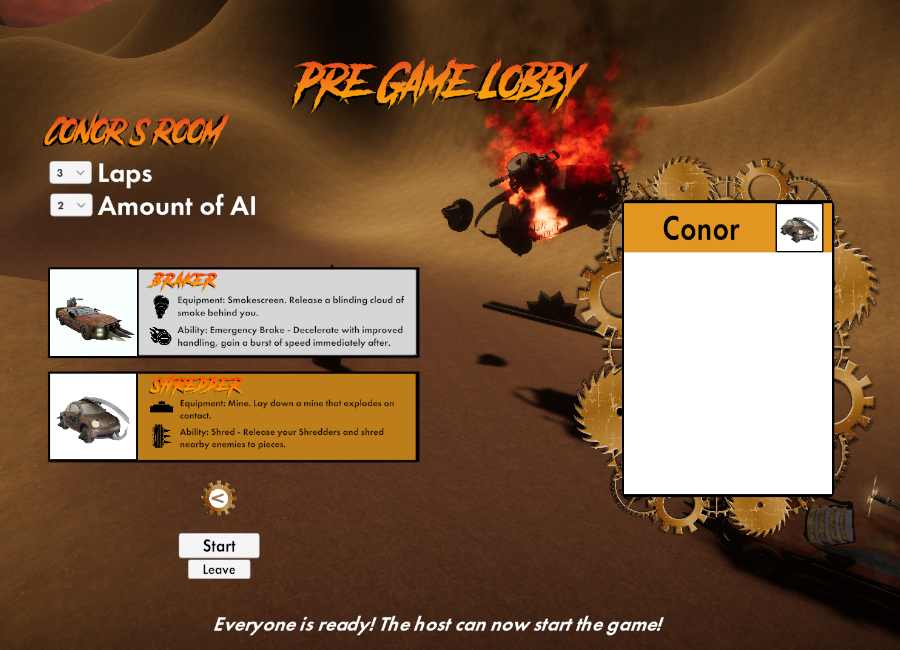 PRE GAME LOBBY
CONOR S ROOM
3 Laps
2 Amount of AI
BRAKER
Equipment: Smokescreen. Release a blinding cloud of
smoke behind you.
Ability: Emergency Brake - Decelerate with improved
handling, gain a burst of speed immediately after.
SHREDDER
Equipment: Mine. Lay down a mine that explodes on
contact.
Ability: Shred - Release your Shredders and shred
nearby enemies to pieces.
<
Start
Leave
Conor
Everyone is ready! The host can now start the game!